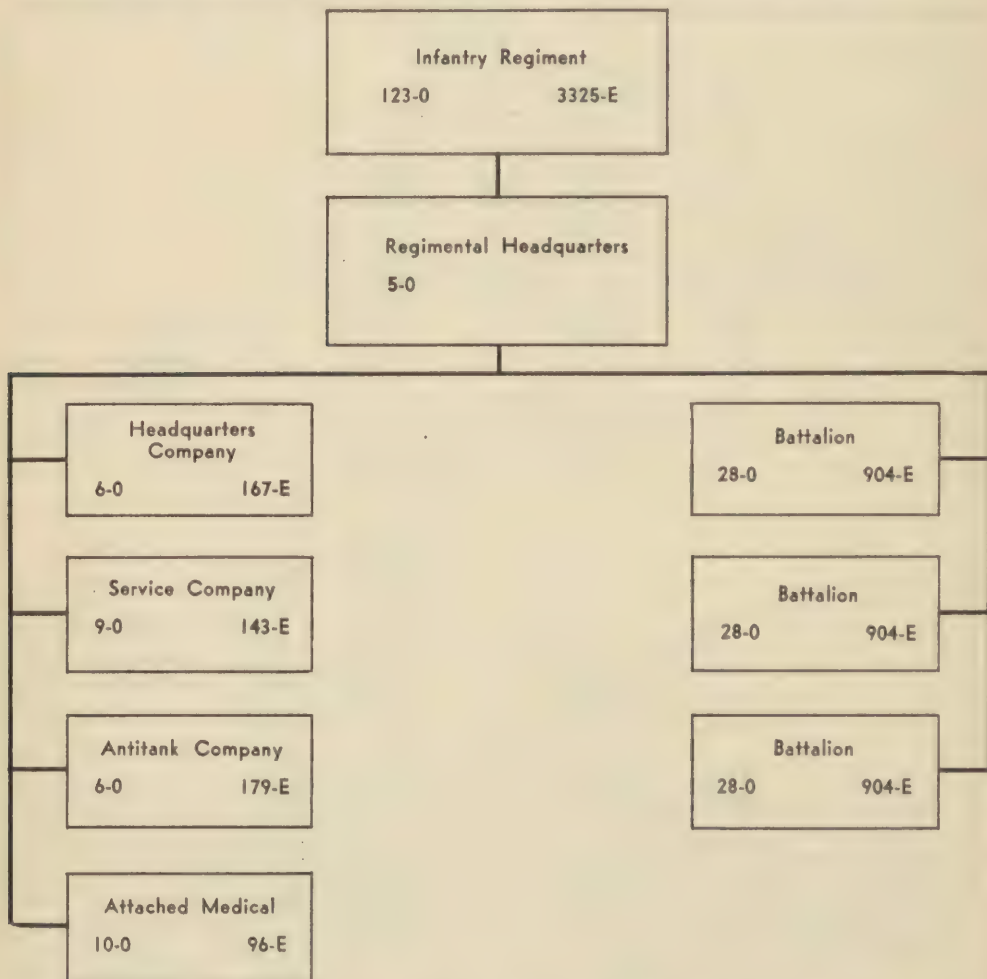 Infantry Regiment
123-0 3325-E
Regimental Headquarters
5-0
Headquarters
Company
6-0 167-E
Service Company
9-0 143-E
Antitank Company
6-0 179-E
Attached Medical
10-0 96-E
Battalion
28-0 904-E
Battalion
28-0 904-E
Battalion
28-0 904-E